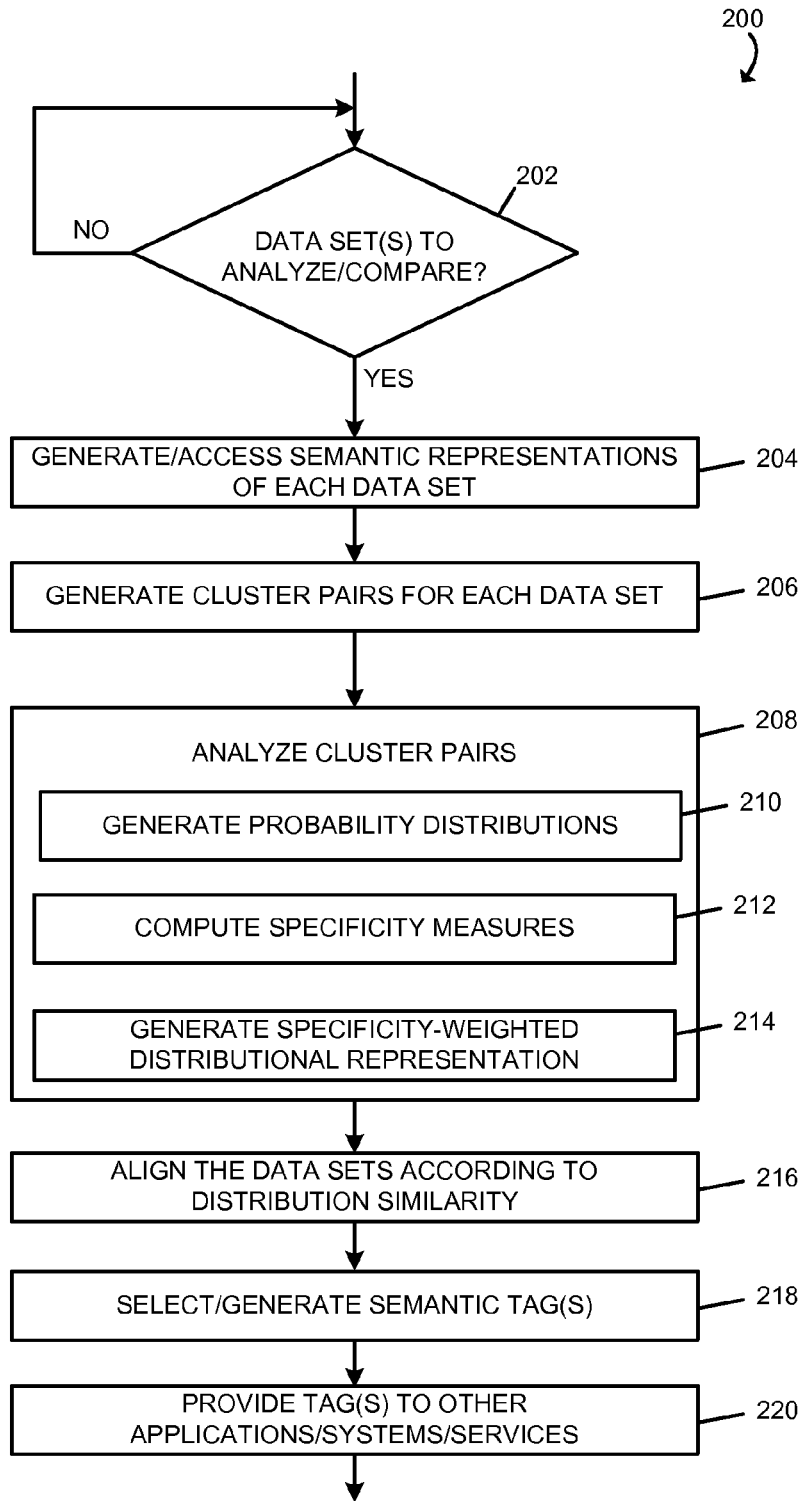 200
202
DATA SET(S) TO
ANALYZE/COMPARE?
NO
YES
GENERATE/ACCESS SEMANTIC REPRESENTATIONS
OF EACH DATA SET
204
GENERATE CLUSTER PAIRS FOR EACH DATA SET
206
208
ANALYZE CLUSTER PAIRS
210
GENERATE PROBABILITY DISTRIBUTIONS
212
COMPUTE SPECIFICITY MEASURES
214
GENERATE SPECIFICITY-WEIGHTED
DISTRIBUTIONAL REPRESENTATION
ALIGN THE DATA SETS ACCORDING TO
DISTRIBUTION SIMILARITY
216
SELECT/GENERATE SEMANTIC TAG(S)
218
PROVIDE TAG(S) TO OTHER
APPLICATIONS/SYSTEMS/SERVICES
220